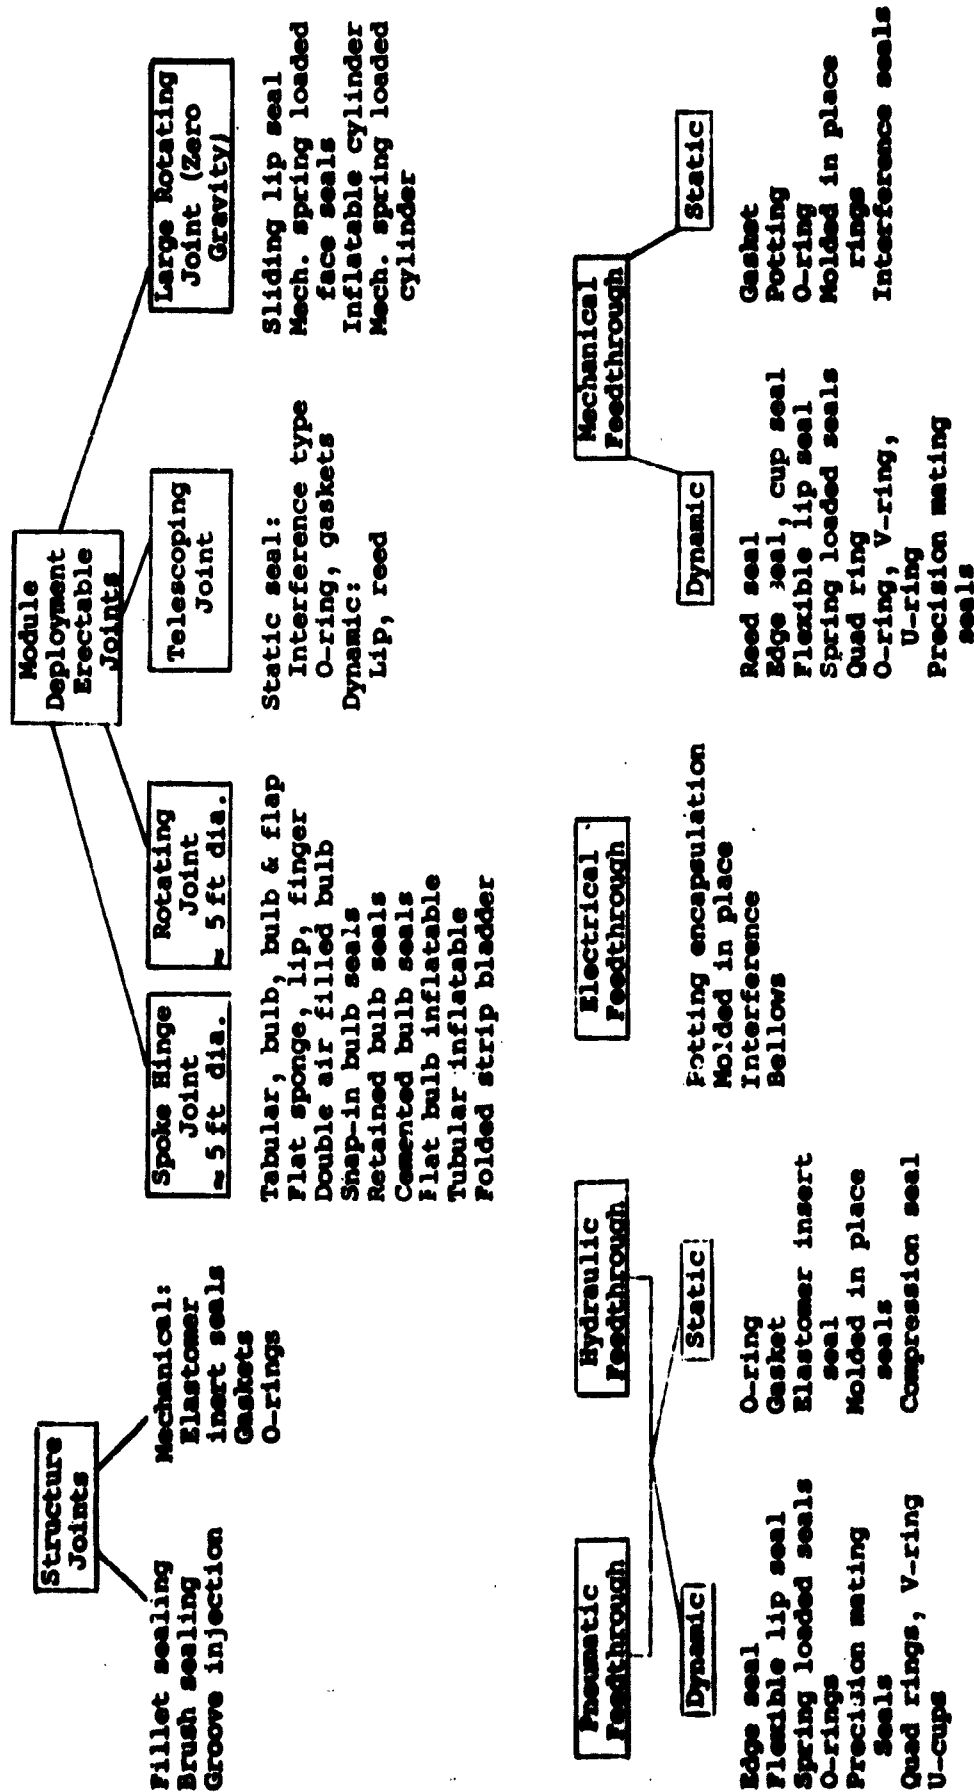 Structure
Joints
Fillet sealing
Brush sealing
Groove injection
Mechanical:
Elastomer
inert seals
Gaskets
O-rings
Module
Deployment
Erectable
Joints
Spoke Hinge
Joint
≈ 5 ft dia.
Rotating
Joint
≈ 5 ft dia.
Tabular, bulb, bulb & flap
Flat sponge, lip, finger
Double air filled bulb
Snap-in bulb seals
Retained bulb seals
Cemented bulb seals
Flat bulb inflatable
Tubular inflatable
Folded strip bladder
Telescoping
Joint
Static seal:
Interference type
O-ring, gaskets
Dynamic:
Lip, reed
Large Rotating
Joint (Zero
Gravity)
Sliding lip seal
Mech. spring loaded
face seals
Inflatable cylinder
Mech. spring loaded
cylinder
Pneumatic
Feedthrough
Hydraulic
Feedthrough
Dynamic
Edge seal
Flexible lip seal
Spring loaded seals
O-rings
Precision mating
Seals
Quad rings, V-ring
U-cups
Static
O-ring
Gasket
Elastomer insert
seal
Molded in place
seals
Compression seal
Electrical
Feedthrough
Potting encapsulation
Molded in place
Interference
Bellows
Mechanical
Feedthrough
Dynamic
Reed seal
Edge seal, cup seal
Flexible lip seal
Spring loaded seals
Quad ring
O-ring, V-ring,
U-ring
Precision mating
seals
Static
Gasket
Potting
O-ring
Molded in place
rings
Interference seals